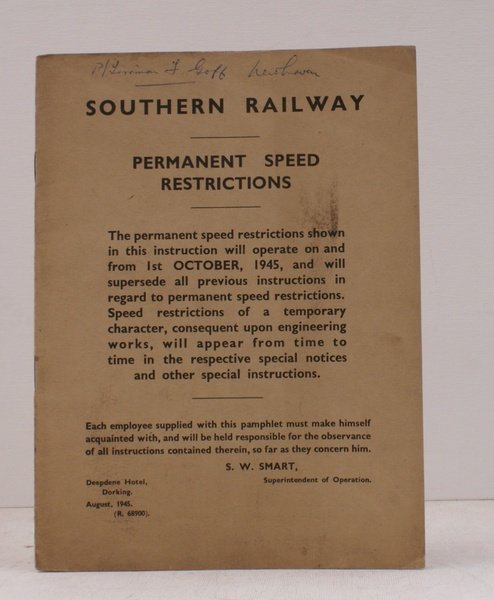 P/Fireman F Goff Newhaven
SOUTHERN RAILWAY
PERMANENT SPEED
RESTRICTIONS
The permanent speed restrictions shown
in this instruction will operate on and
from 1st OCTOBER, 1945, and will
supersede all previous instructions in
regard to permanent speed restrictions.
Speed restrictions of a temporary
character, consequent upon engineering
works, will appear from time to
time in the respective special notices
and other special instructions.
Each employee supplied with this pamphlet must make himself
acquainted with, and will be held responsible for the observance
of all instructions contained therein, so far as they concern him.
S. W. SMART,
Superintendent of Operation.
Deepdene Hotel,
Dorking.
August, 1945.
(R. 68900).